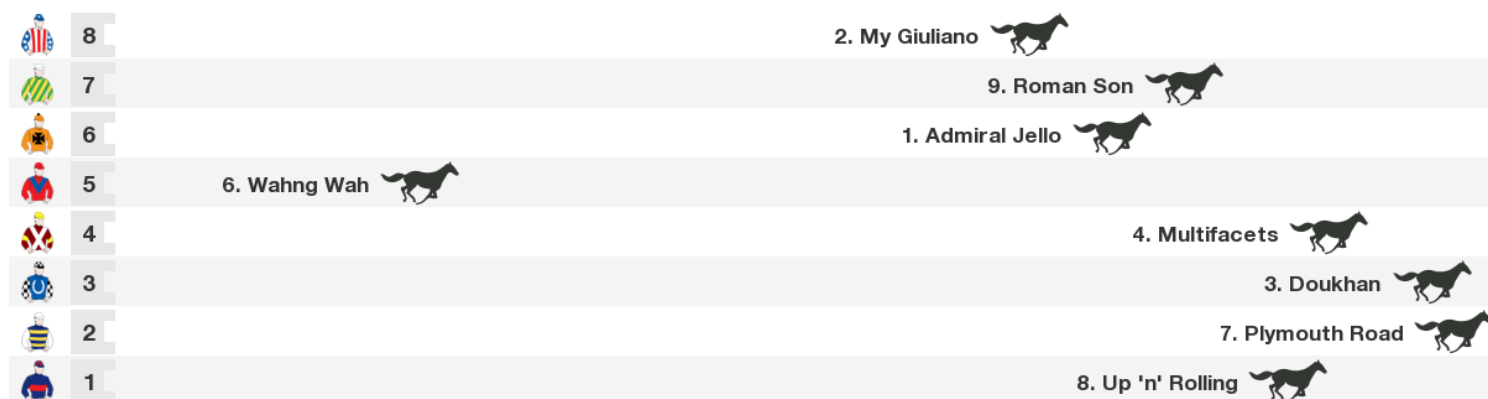 8 2. My Giuliano
7 9. Roman Son
6 1. Admiral Jello
5 6. Wahng Wah
4 4. Multifacets
3 3. Doukhan
2 7. Plymouth Road
1 8. Up 'n' Rolling